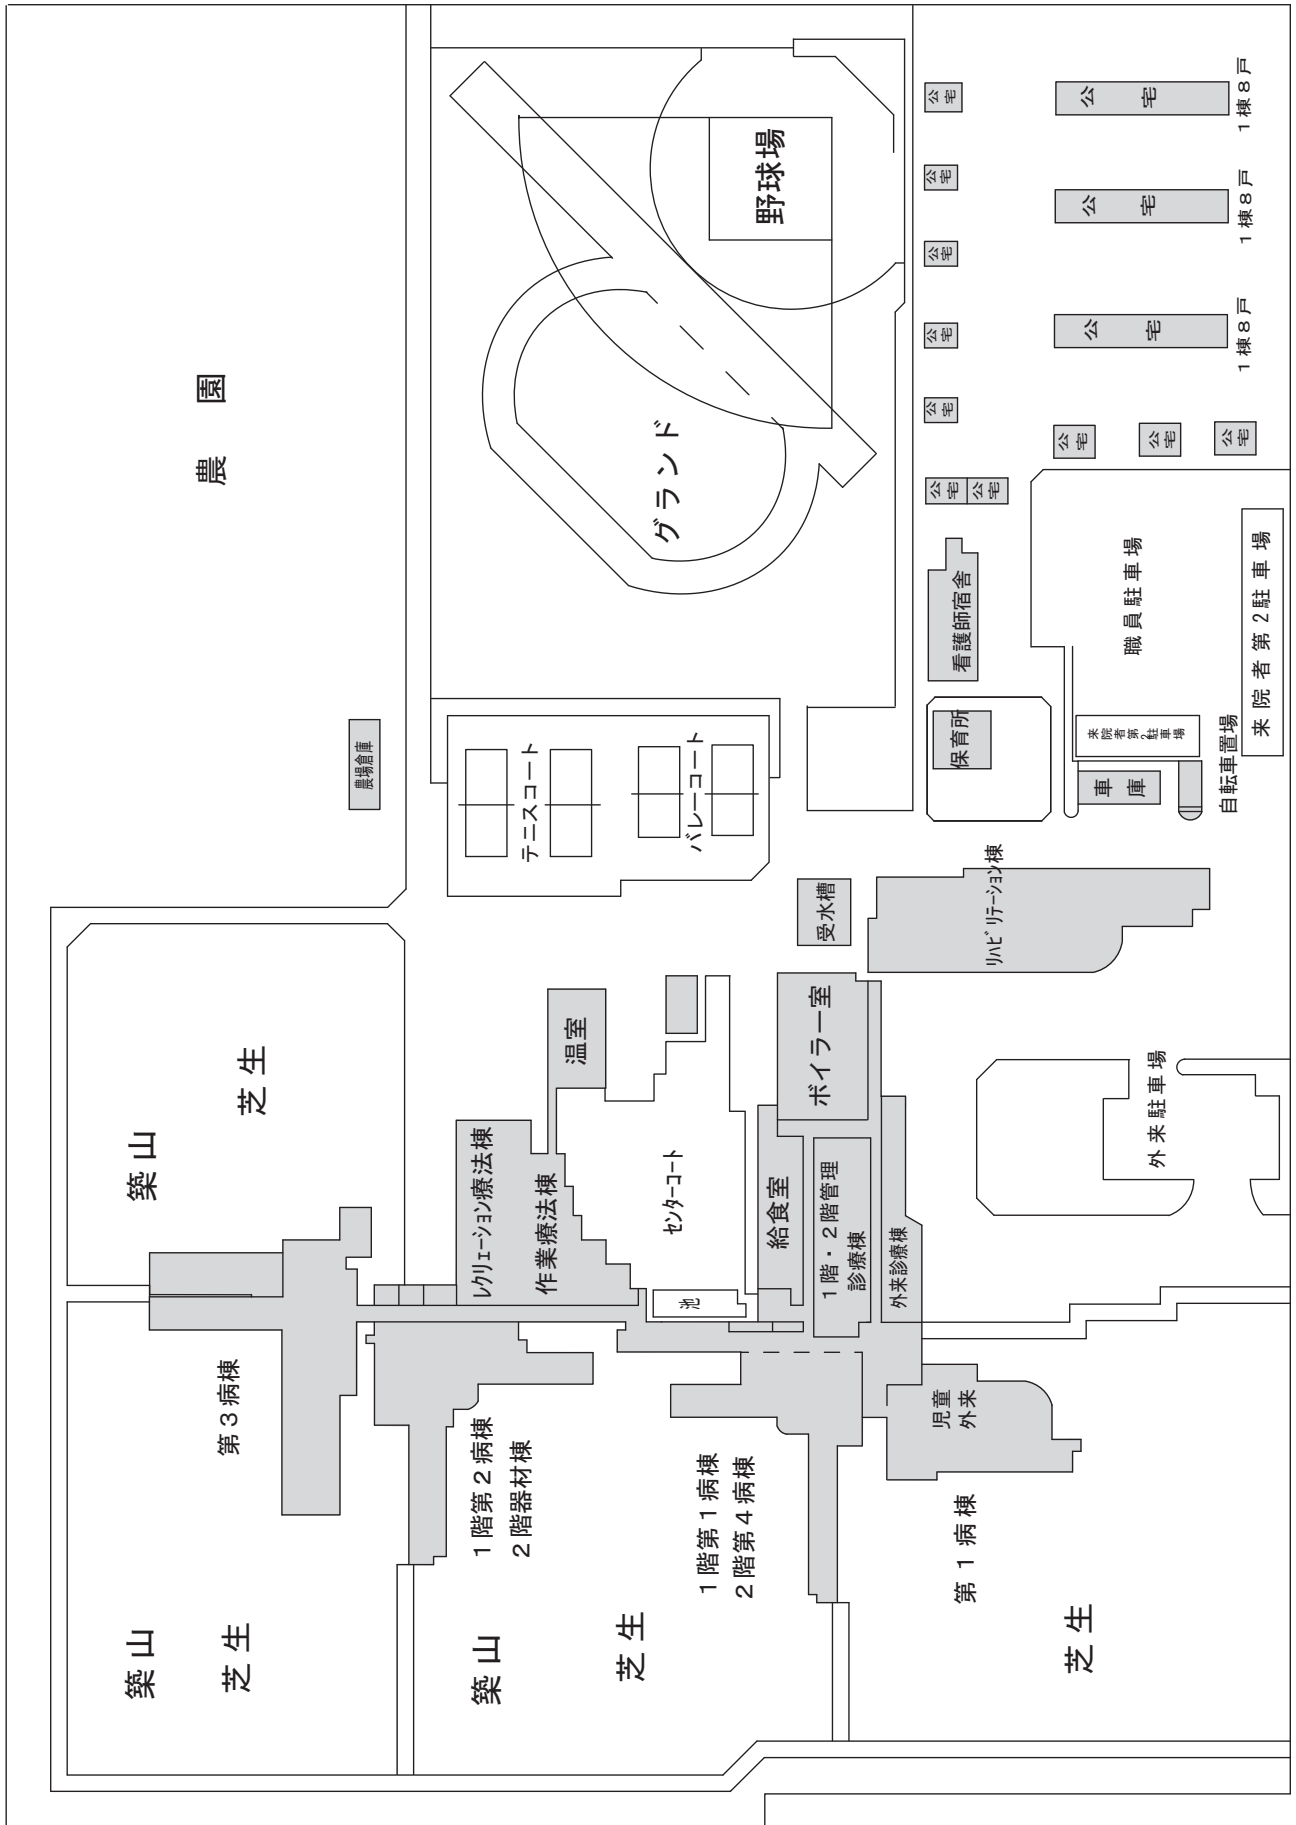 築山
芝生
築山
芝生
農園
第３病棟
農場倉庫
築山
芝生
１階第２病棟
２階器材棟
ﾚｸﾘｪｰｼｮﾝ療法棟
作業療法棟
温室
テニスコート
バレーコート
グランド
野球場
１階第１病棟
２階第４病棟
池
ｾﾝﾀｰｺｰﾄ
給食室
１階・２階管理
診療棟
ボイラー室
受水槽
外来診療棟
児童
外来
第１病棟
芝生
ﾘﾊﾋﾞﾘﾃｰｼｮﾝ棟
保育所
看護師宿舎
公宅
公宅
公宅
公宅
公宅
公宅
公宅
外来駐車場
車庫
来院者
第２駐車場
自転車置場
職員駐車場
来院者第２駐車場
公宅
公宅
公宅
公宅
１棟８戸
公宅
１棟８戸
公宅
１棟８戸